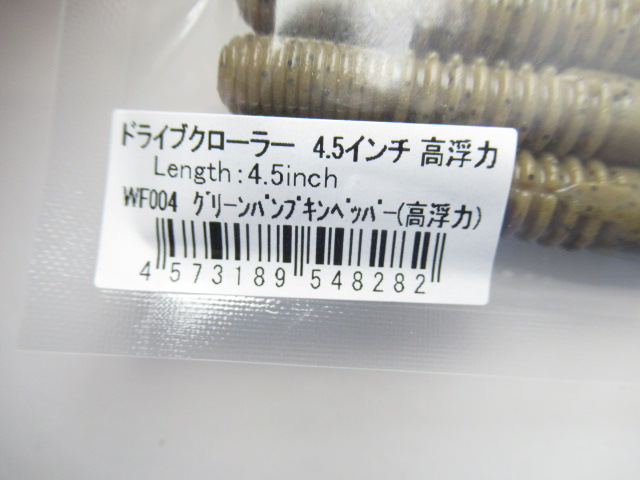 ドライブクローラー 4.5インチ 高浮力
Length:4.5inch
WF004 ｸﾞﾘｰﾝﾊﾟﾝﾌﾟｷﾝﾍﾟｯﾊﾟｰ(高浮力)
4 573189 548282